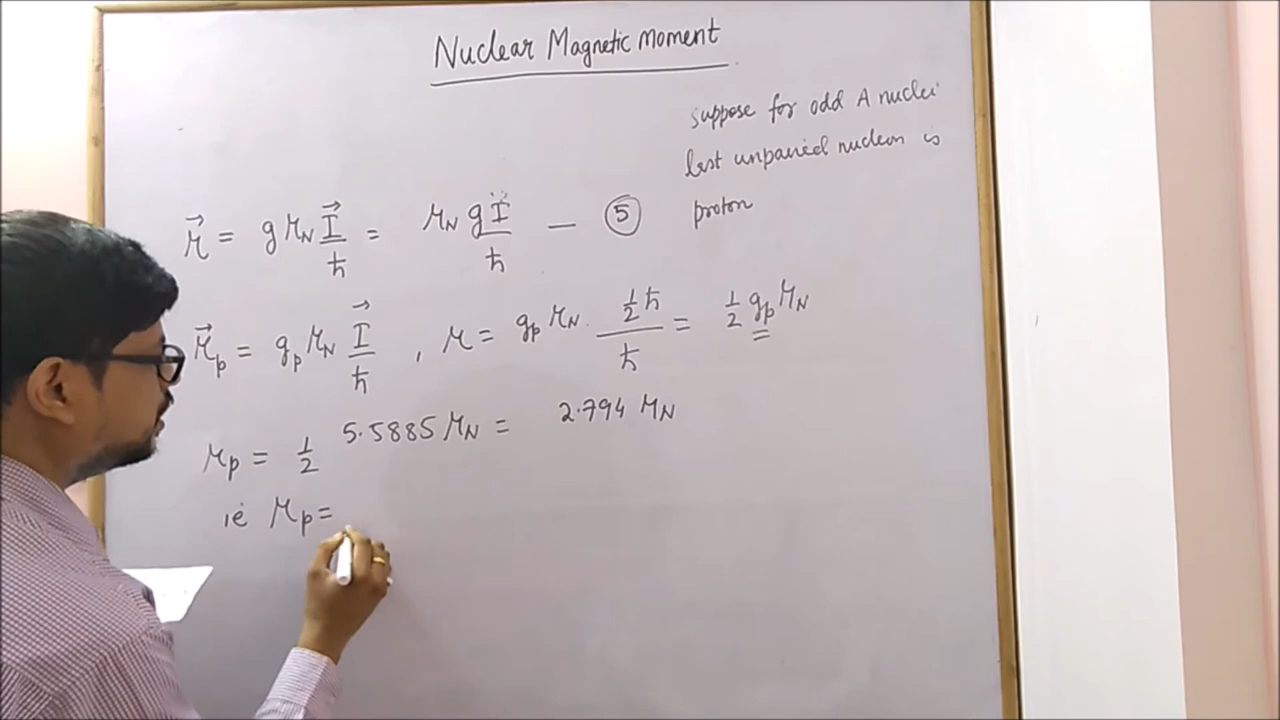 Nuclear Magnetic Moment
suppose for odd A nuclei
last unpaired nucleon is
proton
μ⃗ = g μN I⃗/ħ = μN g I⃗/ħ — ⑤
μ⃗p = gp μN I⃗/ħ , μ = gp μN · ½ħ/ħ = ½ gp μN
μp = ½ 5.5885 μN = 2.794 μN
ie μp =